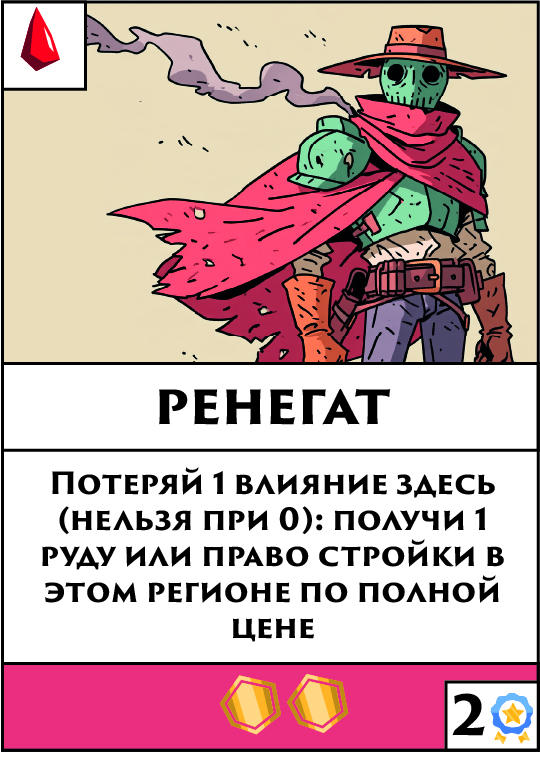 РЕНЕГАТ
Потеряй 1 влияние здесь
(нельзя при 0): получи 1
руду или право стройки в
этом регионе по полной
цене
2